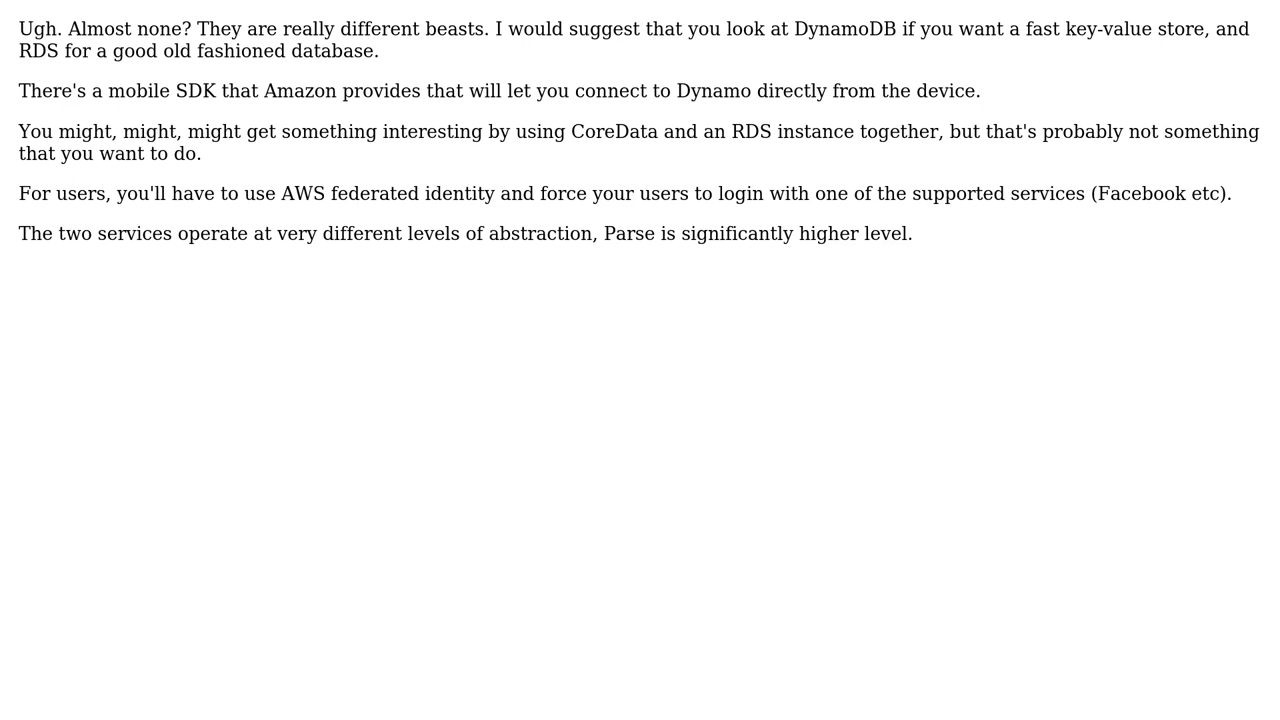 Ugh. Almost none? They are really different beasts. I would suggest that you look at DynamoDB if you want a fast key-value store, and
RDS for a good old fashioned database.
There's a mobile SDK that Amazon provides that will let you connect to Dynamo directly from the device.
You might, might, might get something interesting by using CoreData and an RDS instance together, but that's probably not something
that you want to do.
For users, you'll have to use AWS federated identity and force your users to login with one of the supported services (Facebook etc).
The two services operate at very different levels of abstraction, Parse is significantly higher level.